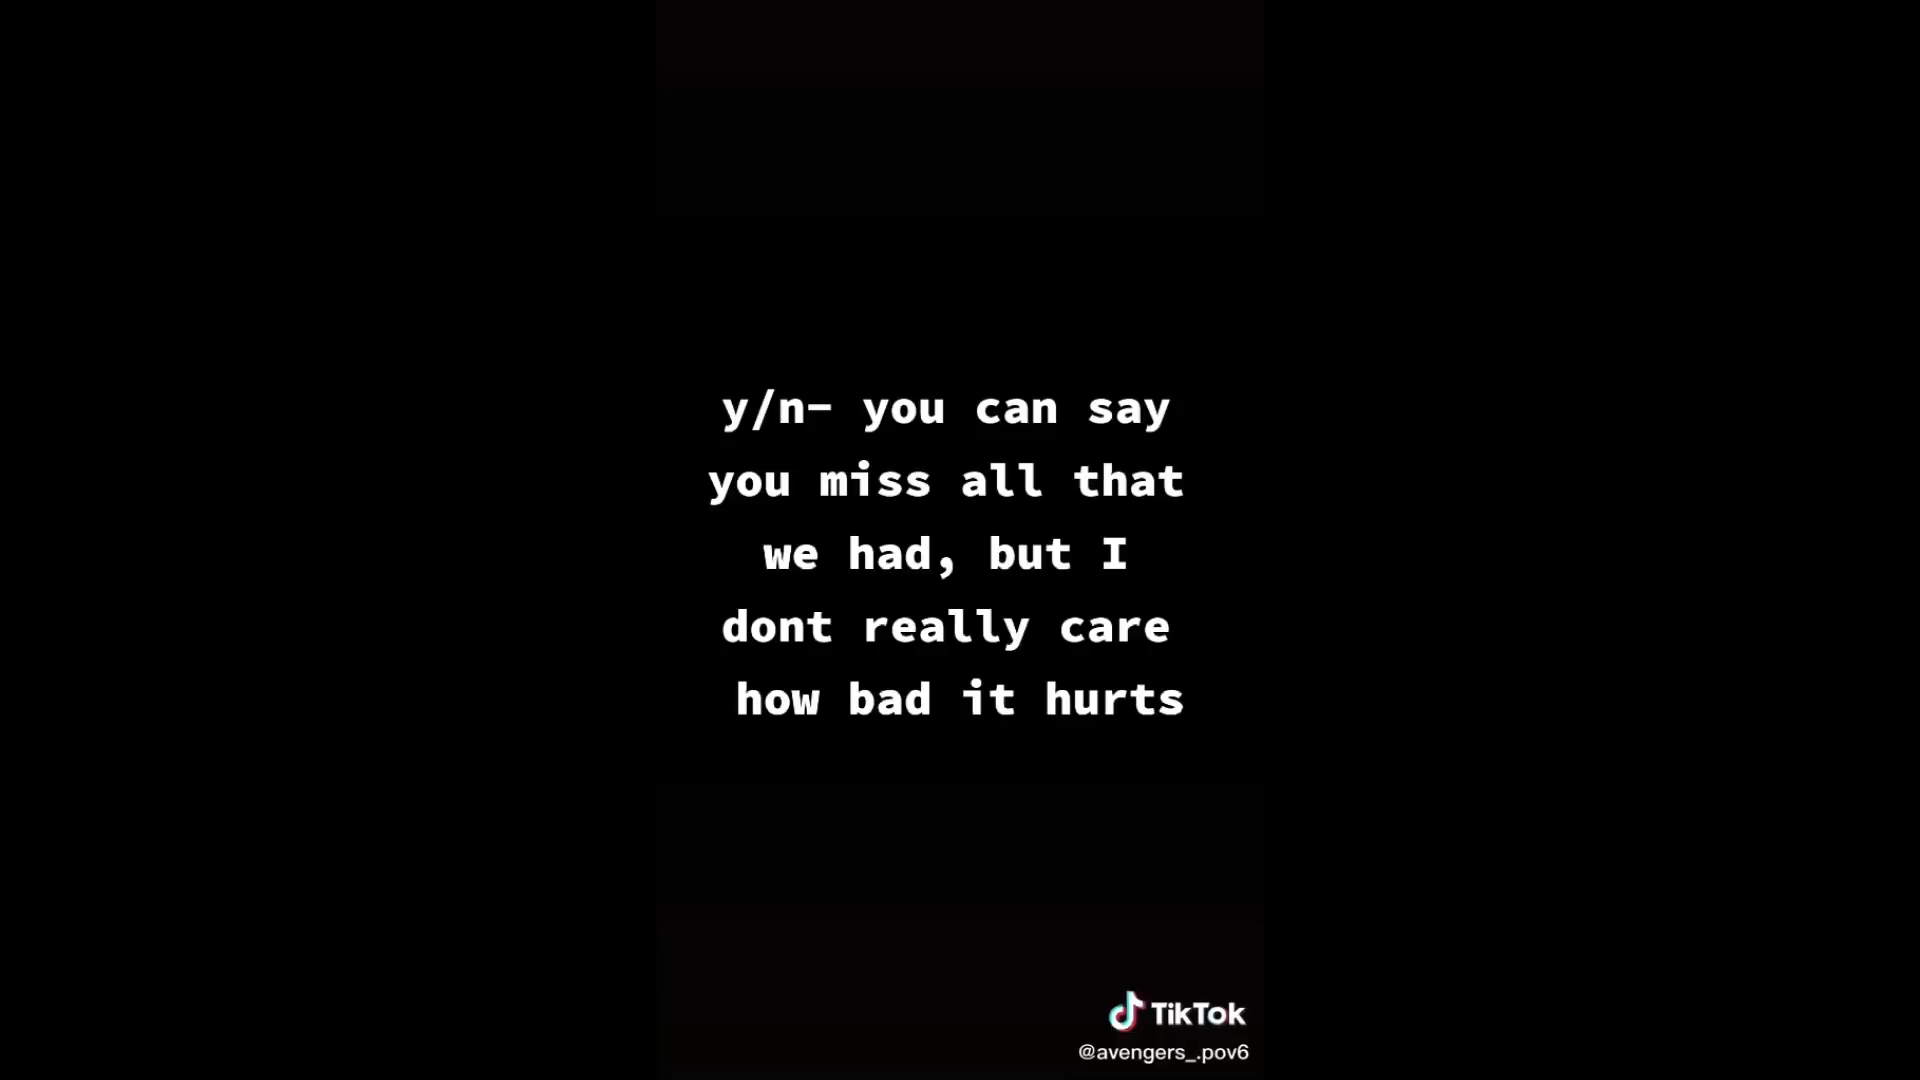 y/n- you can say
you miss all that
we had, but I
dont really care
how bad it hurts
TikTok
@avengers_.pov6